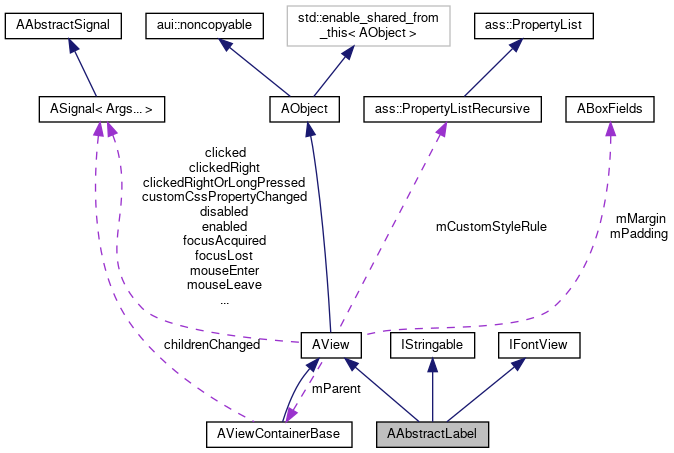 AAbstractSignal
aui::noncopyable
std::enable_shared_from
_this< AObject >
ass::PropertyList
ASignal< Args... >
AObject
ass::PropertyListRecursive
ABoxFields
clicked
clickedRight
clickedRightOrLongPressed
customCssPropertyChanged
disabled
enabled
focusAcquired
focusLost
mouseEnter
mouseLeave
...
mCustomStyleRule
mMargin
mPadding
childrenChanged
AView
IStringable
IFontView
mParent
AViewContainerBase
AAbstractLabel